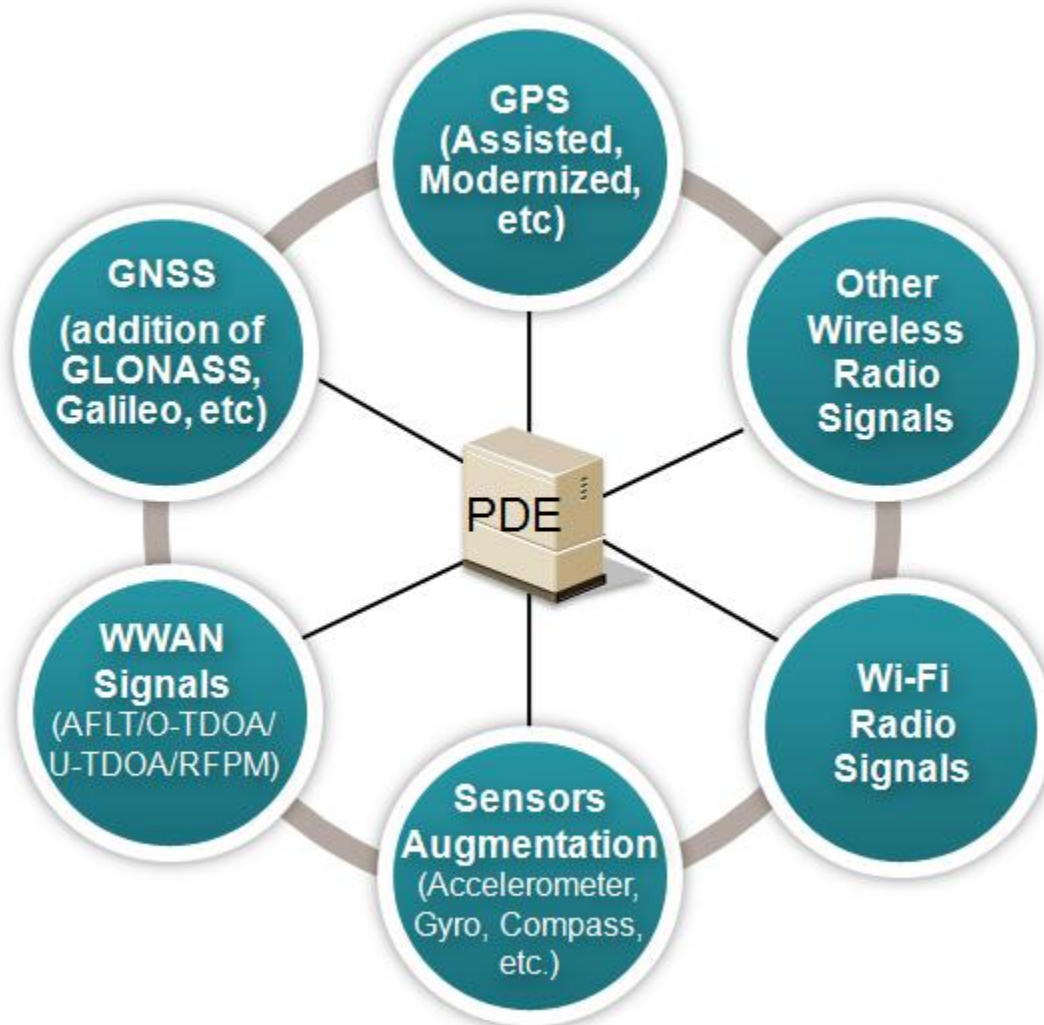 GPS
(Assisted,
Modernized,
etc)
GNSS
(addition of
GLONASS,
Galileo, etc)
Other
Wireless
Radio
Signals
PDE
WWAN
Signals
(AFLT/O-TDOA/
U-TDOA/RFPM)
Wi-Fi
Radio
Signals
Sensors
Augmentation
(Accelerometer,
Gyro, Compass,
etc.)